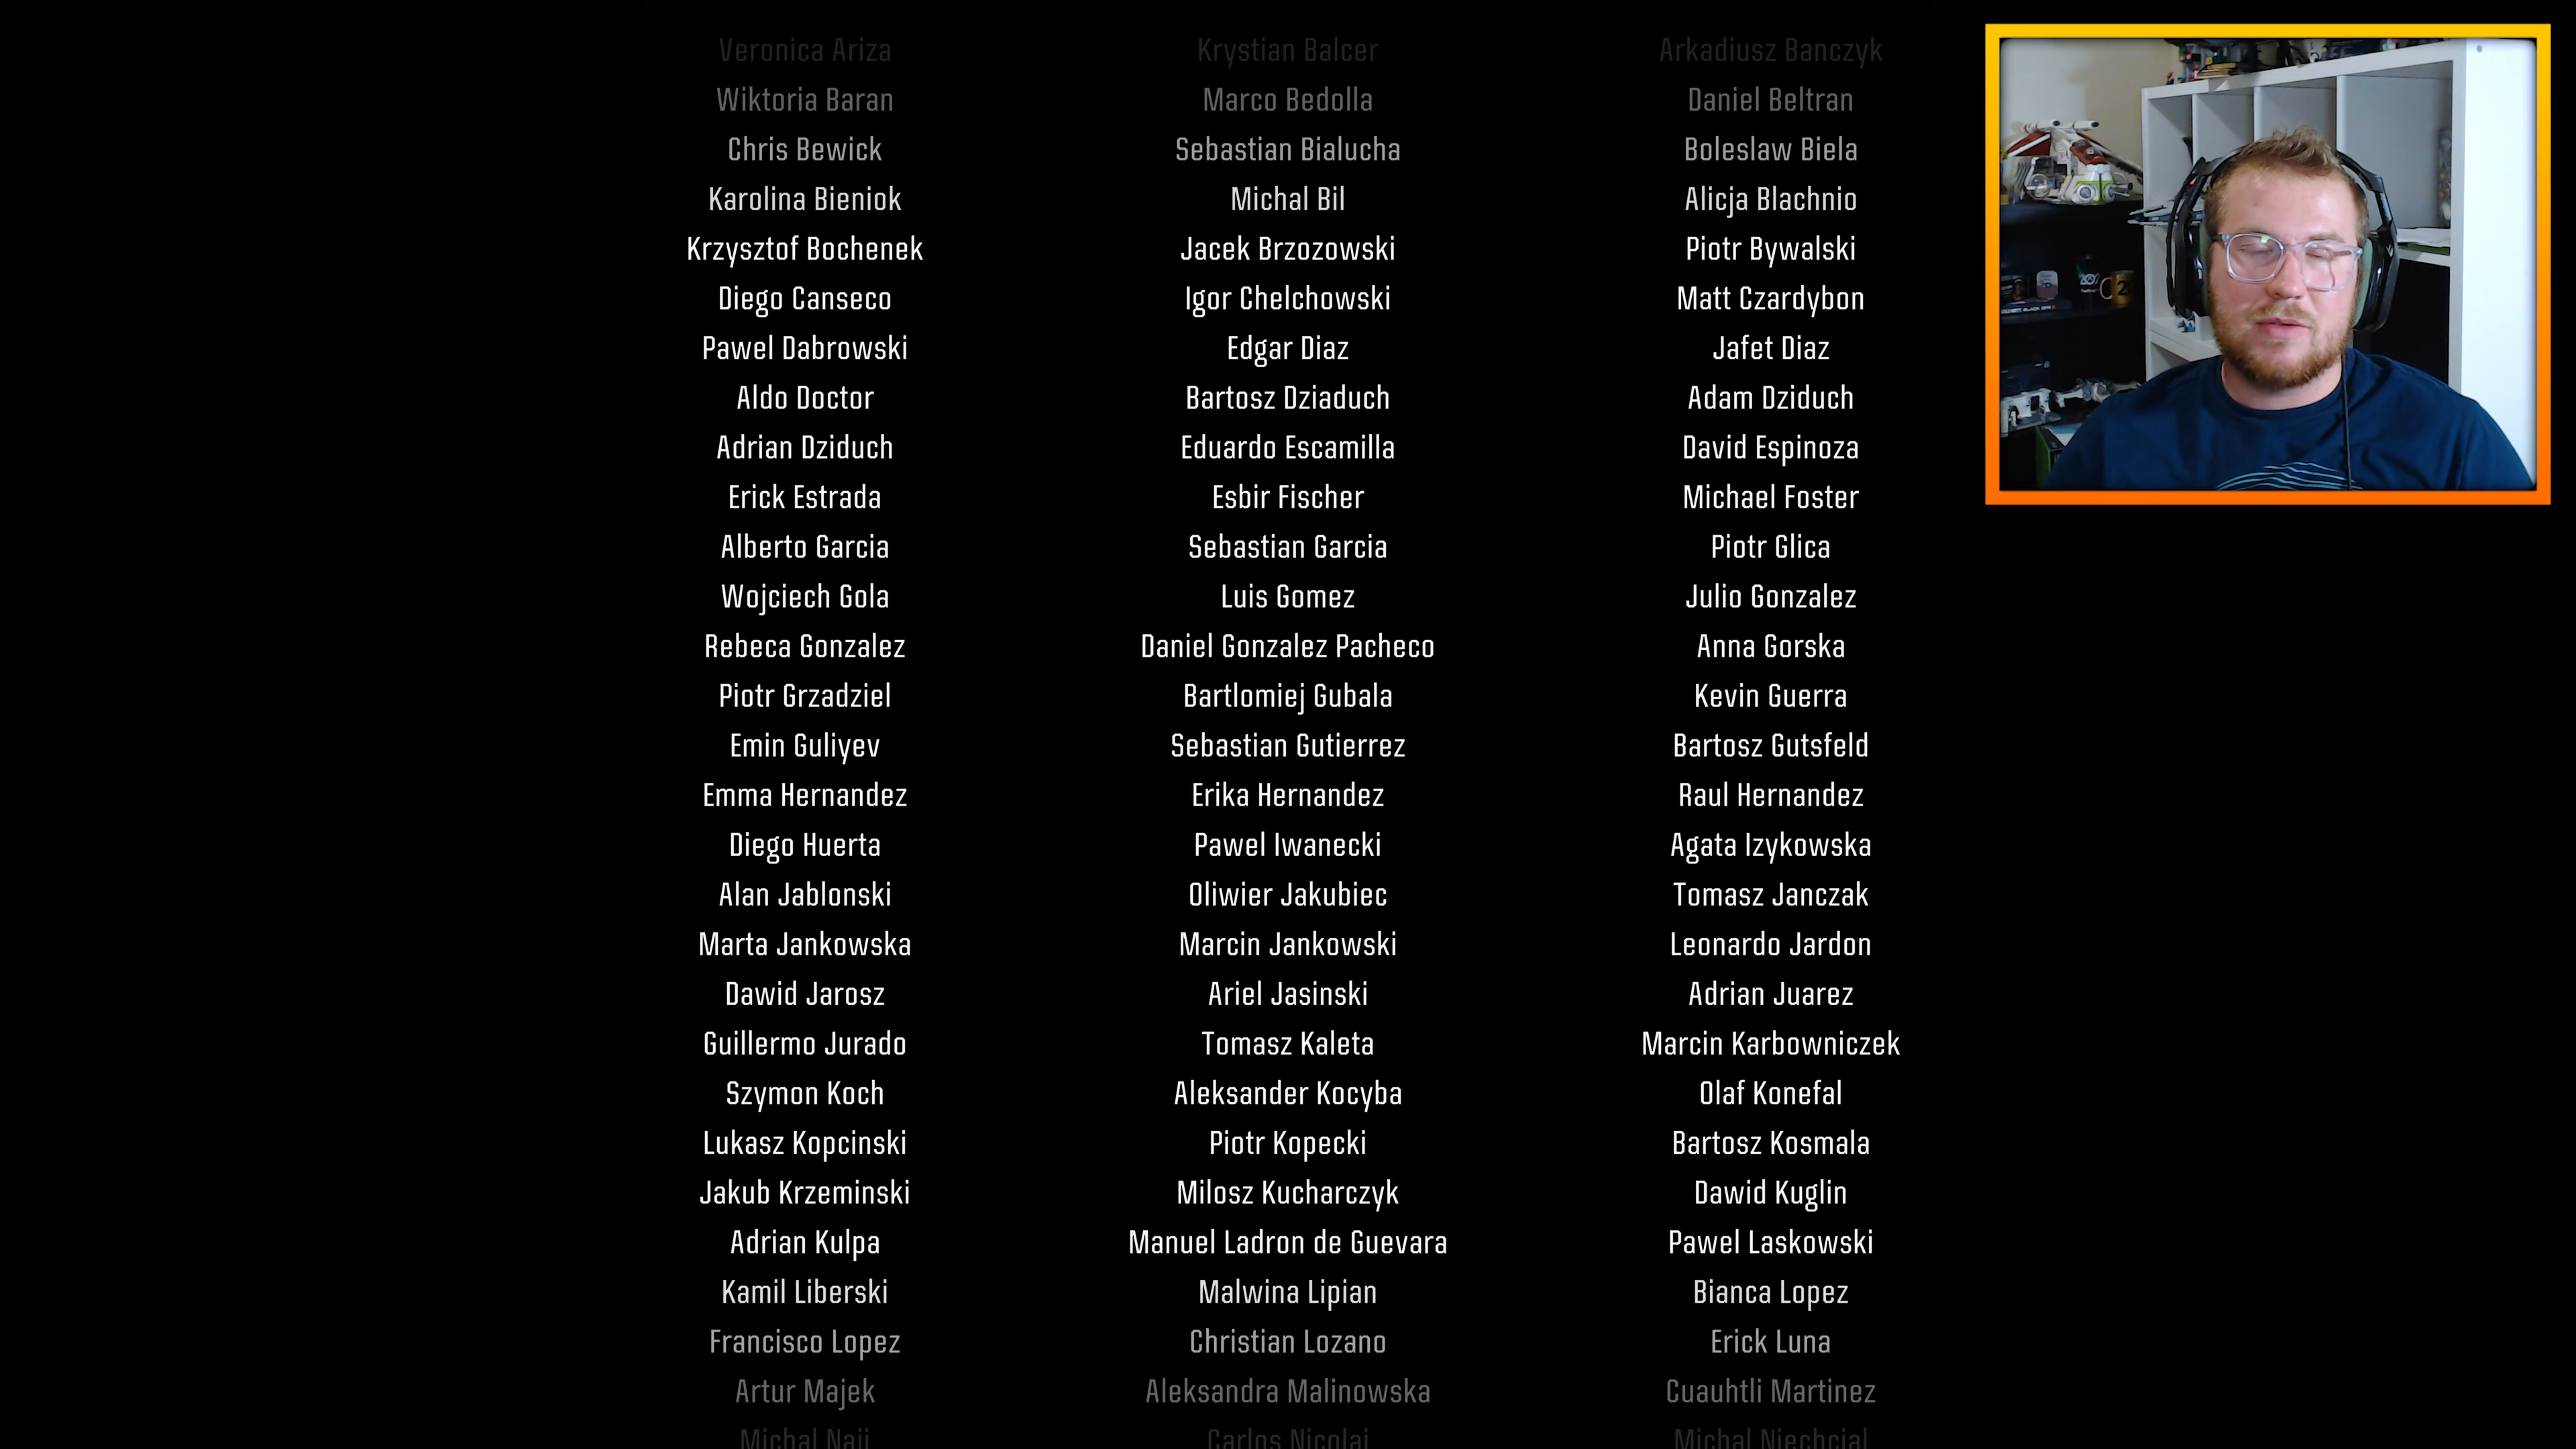 Veronica Ariza Krystian Balcer Arkadiusz Banczyk
Wiktoria Baran Marco Bedolla Daniel Beltran
Chris Bewick Sebastian Bialucha Boleslaw Biela
Karolina Bieniok Michal Bil Alicja Blachnio
Krzysztof Bochenek Jacek Brzozowski Piotr Bywalski
Diego Canseco Igor Chelchowski Matt Czardybon
Pawel Dabrowski Edgar Diaz Jafet Diaz
Aldo Doctor Bartosz Dziaduch Adam Dziduch
Adrian Dziduch Eduardo Escamilla David Espinoza
Erick Estrada Esbir Fischer Michael Foster
Alberto Garcia Sebastian Garcia Piotr Glica
Wojciech Gola Luis Gomez Julio Gonzalez
Rebeca Gonzalez Daniel Gonzalez Pacheco Anna Gorska
Piotr Grzadziel Bartlomiej Gubala Kevin Guerra
Emin Guliyev Sebastian Gutierrez Bartosz Gutsfeld
Emma Hernandez Erika Hernandez Raul Hernandez
Diego Huerta Pawel Iwanecki Agata Izykowska
Alan Jablonski Oliwier Jakubiec Tomasz Janczak
Marta Jankowska Marcin Jankowski Leonardo Jardon
Dawid Jarosz Ariel Jasinski Adrian Juarez
Guillermo Jurado Tomasz Kaleta Marcin Karbowniczek
Szymon Koch Aleksander Kocyba Olaf Konefal
Lukasz Kopcinski Piotr Kopecki Bartosz Kosmala
Jakub Krzeminski Milosz Kucharczyk Dawid Kuglin
Adrian Kulpa Manuel Ladron de Guevara Pawel Laskowski
Kamil Liberski Malwina Lipian Bianca Lopez
Francisco Lopez Christian Lozano Erick Luna
Artur Majek Aleksandra Malinowska Cuauhtli Martinez
Michal Carlos Nicolai Michal Niechcial